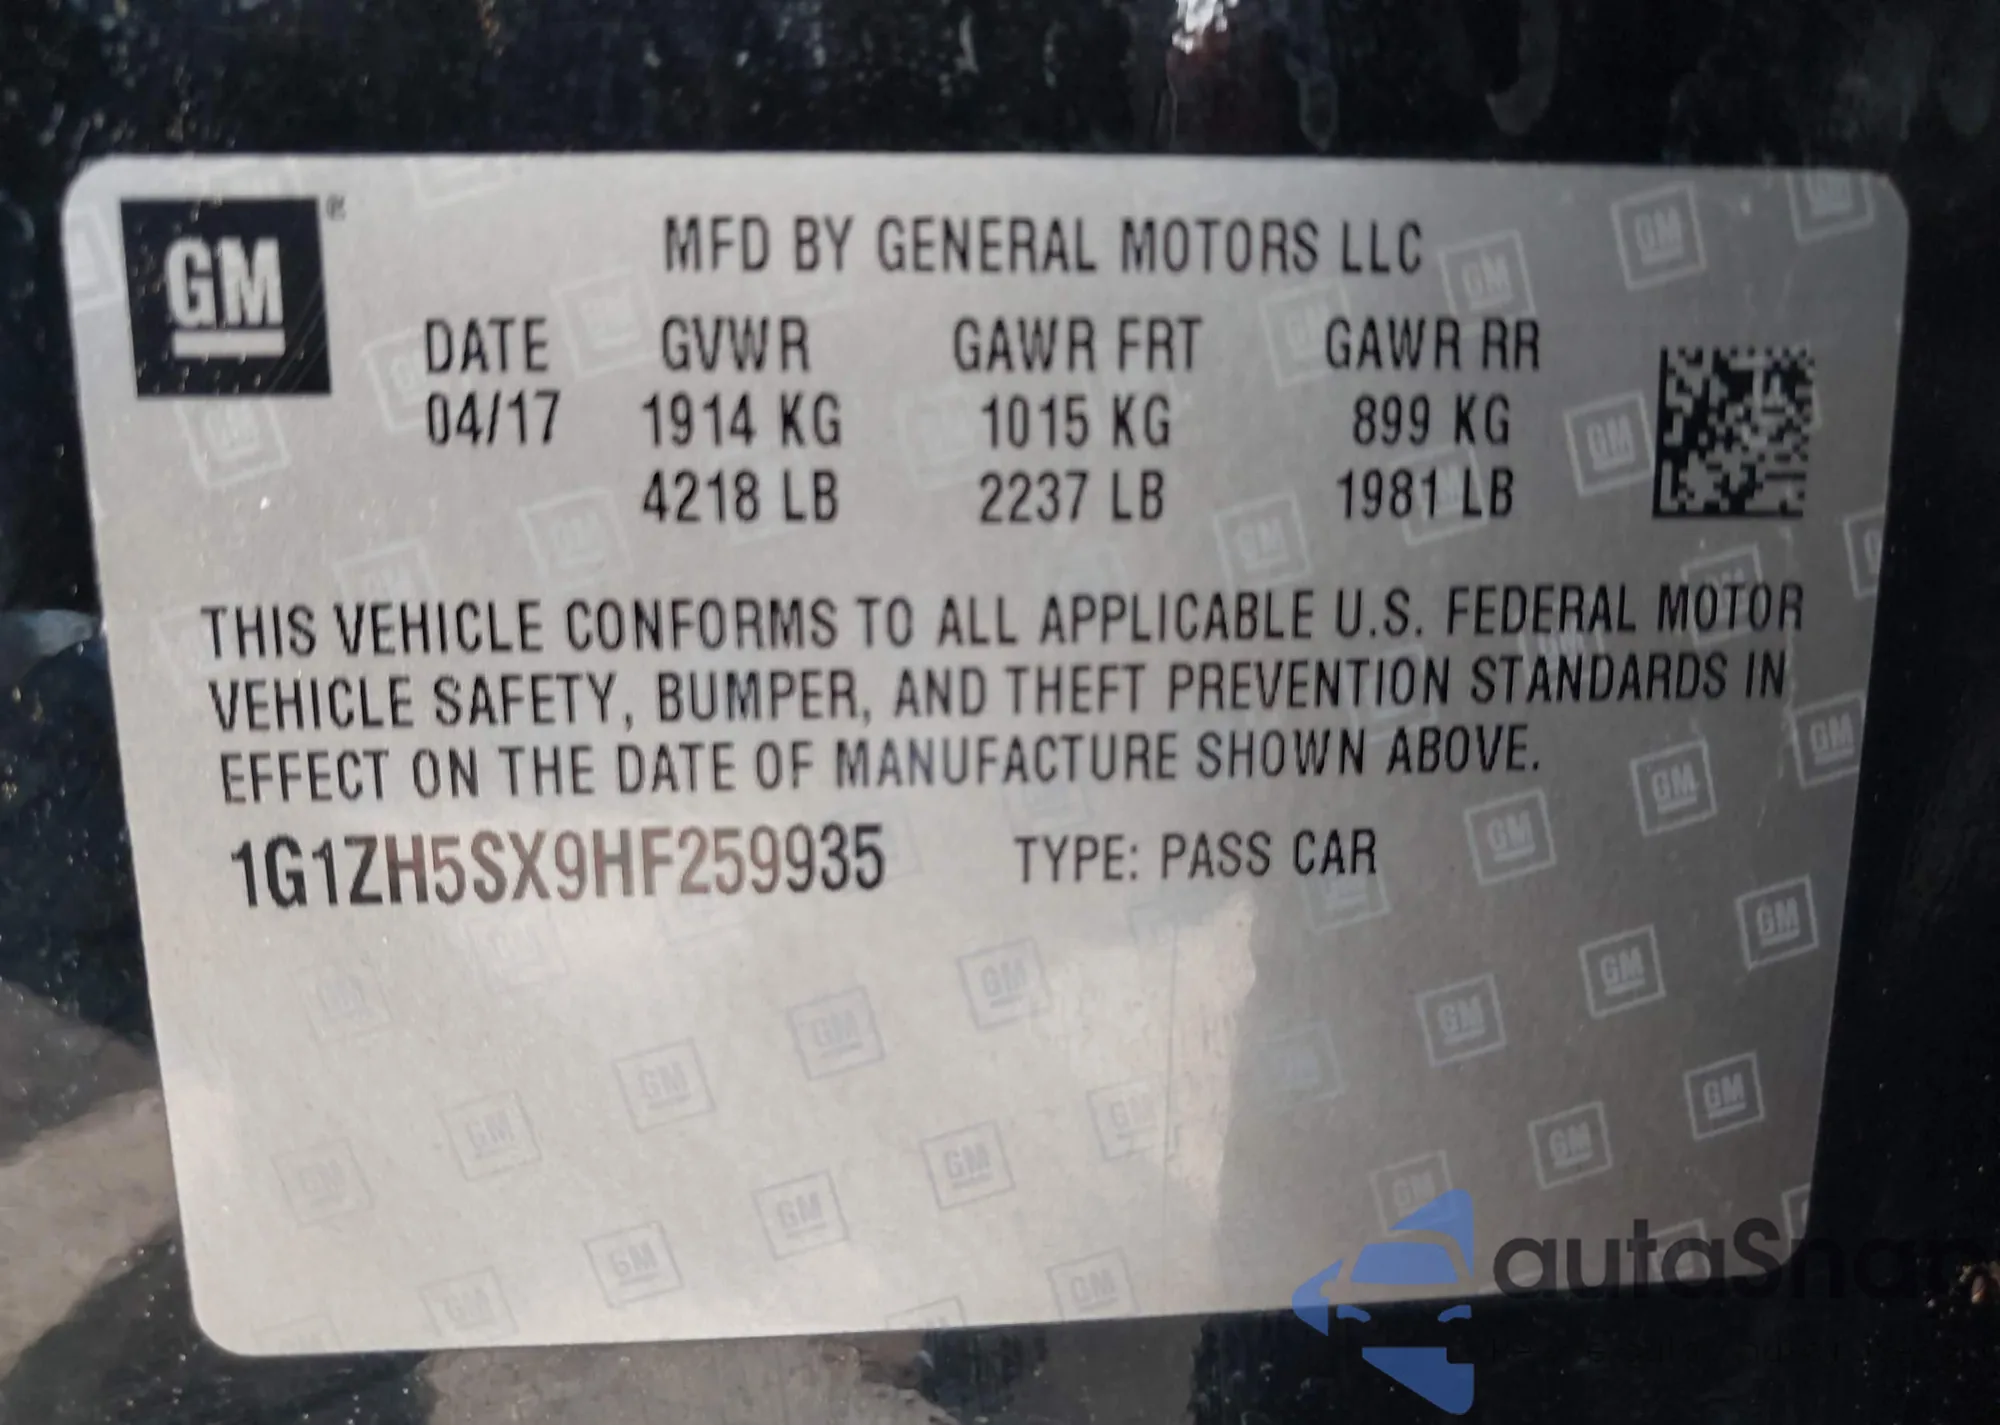 GM
MFD BY GENERAL MOTORS LLC
DATE GVWR GAWR FRT GAWR RR
04/17 1914 KG 1015 KG 899 KG
4218 LB 2237 LB 1981 LB
THIS VEHICLE CONFORMS TO ALL APPLICABLE U.S. FEDERAL MOTOR
VEHICLE SAFETY, BUMPER, AND THEFT PREVENTION STANDARDS IN
EFFECT ON THE DATE OF MANUFACTURE SHOWN ABOVE.
1G1ZH5SX9HF259935 TYPE: PASS CAR
autaSnap